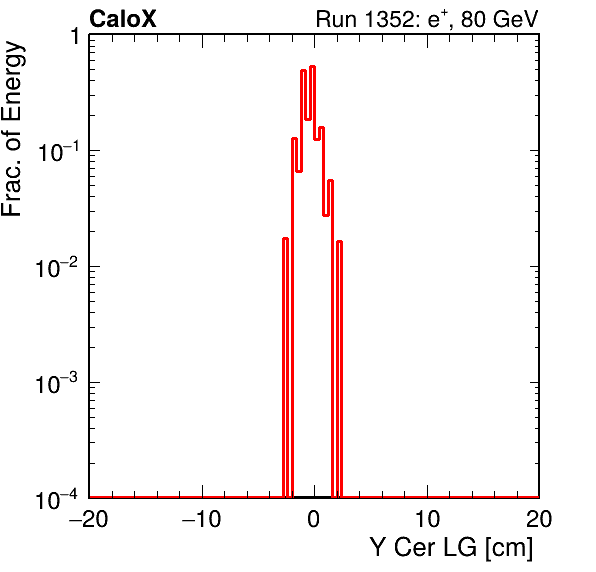 CaloX Run 1352: e⁺, 80 GeV
Frac. of Energy
1
10⁻¹
10⁻²
10⁻³
10⁻⁴
−20 −10 0 10 20
Y Cer LG [cm]